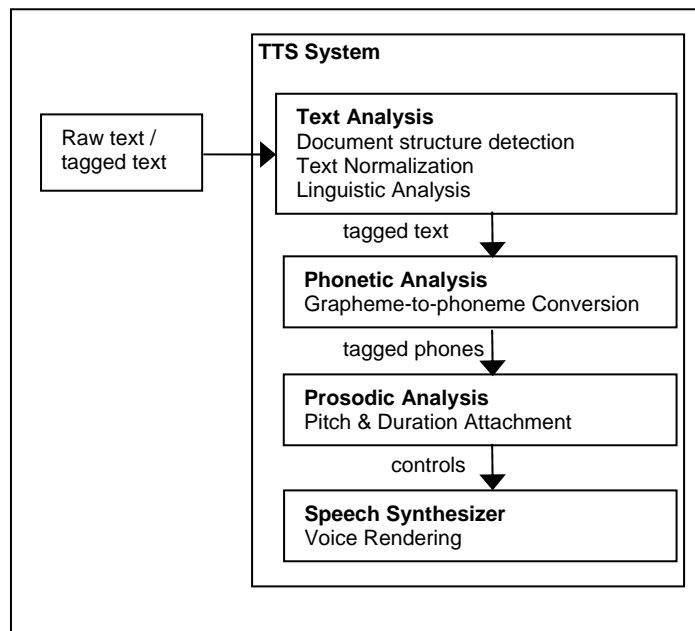 TTS System
Raw text /
tagged text
Text Analysis
Document structure detection
Text Normalization
Linguistic Analysis
tagged text
Phonetic Analysis
Grapheme-to-phoneme Conversion
tagged phones
Prosodic Analysis
Pitch & Duration Attachment
controls
Speech Synthesizer
Voice Rendering